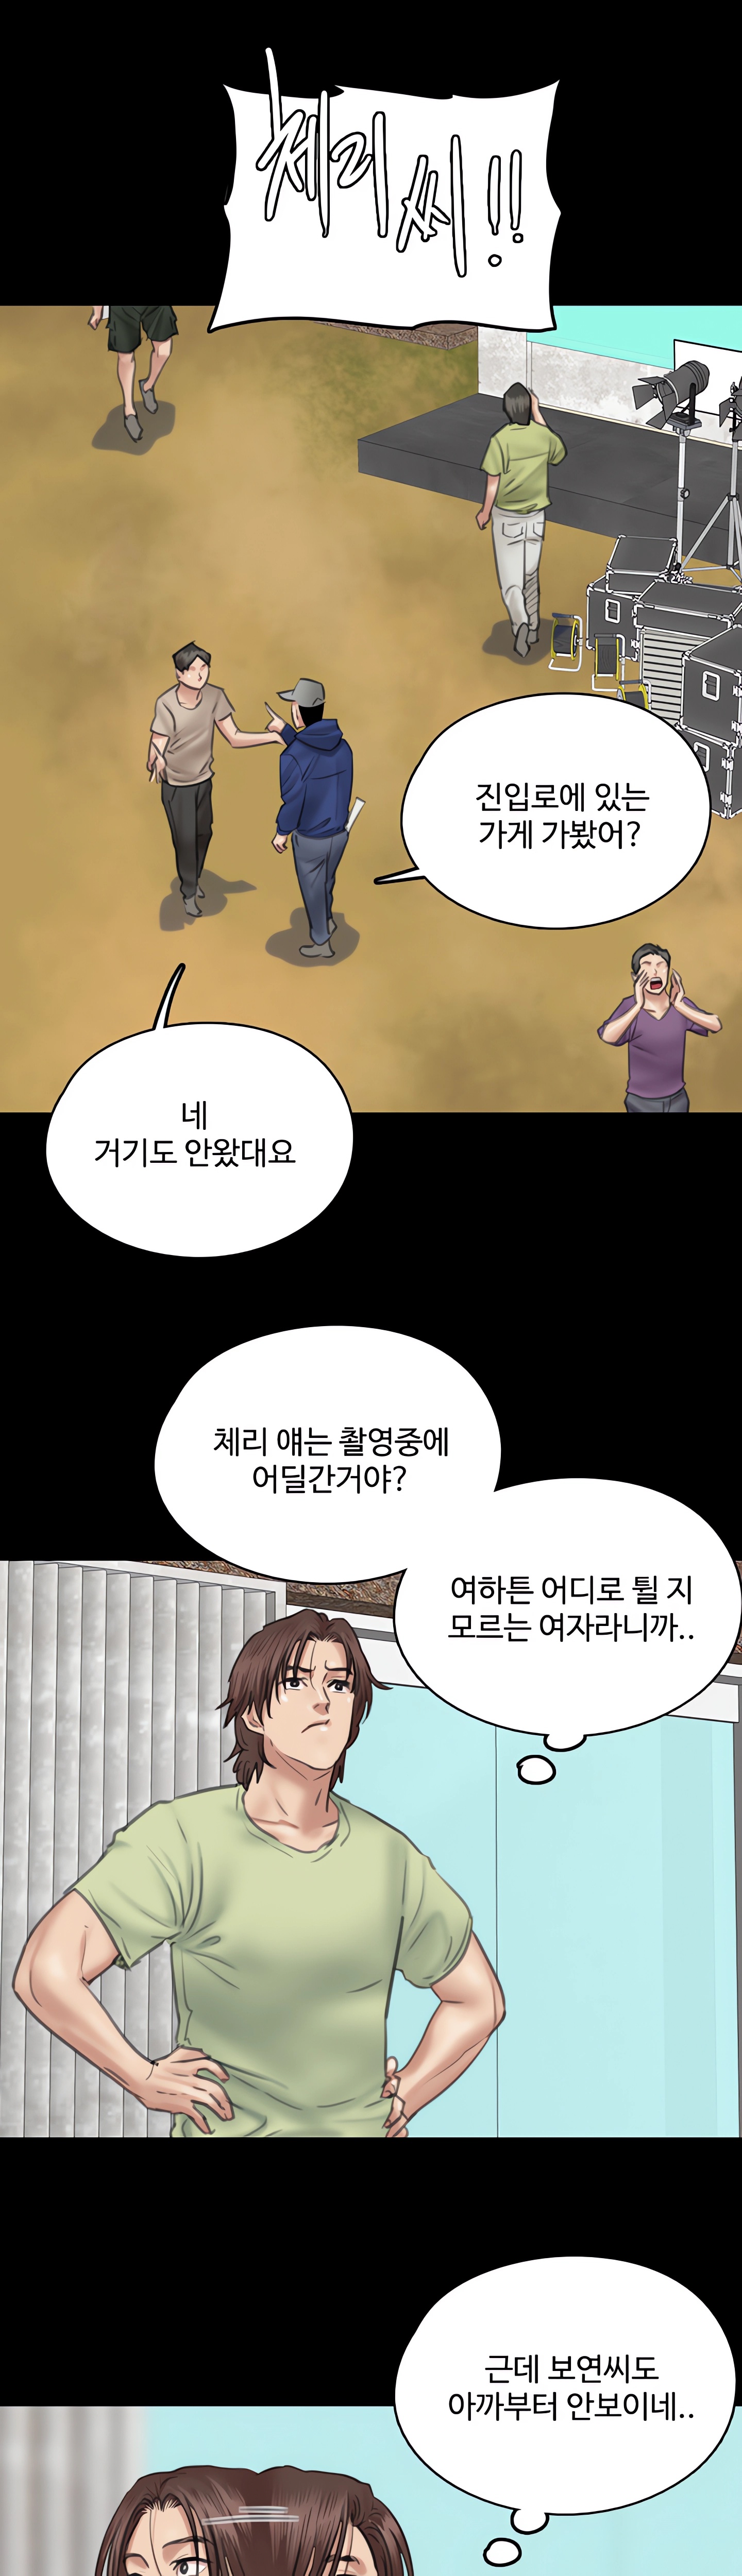 체리씨!!
진입로에 있는
가게 가봤어?
네
거기도 안왔대요
체리 얘는 촬영중에
어딜간거야?
여하튼 어디로 튈 지
모르는 여자라니까..
근데 보연씨도
아까부터 안보이네..